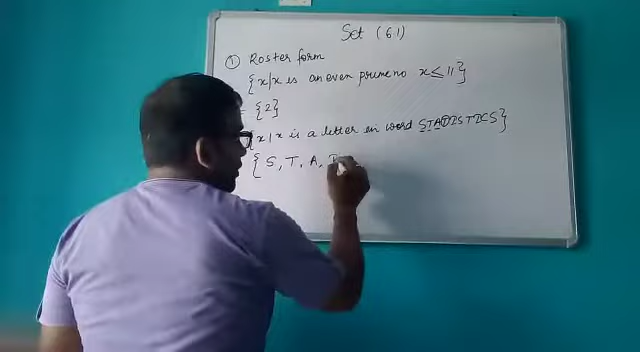 Set (6.1)
① Roster form
{x/x is an even prime no x ≤ 11}
= {2}
{x | x is a letter in word STATISTICS}
{ S, T, A, I